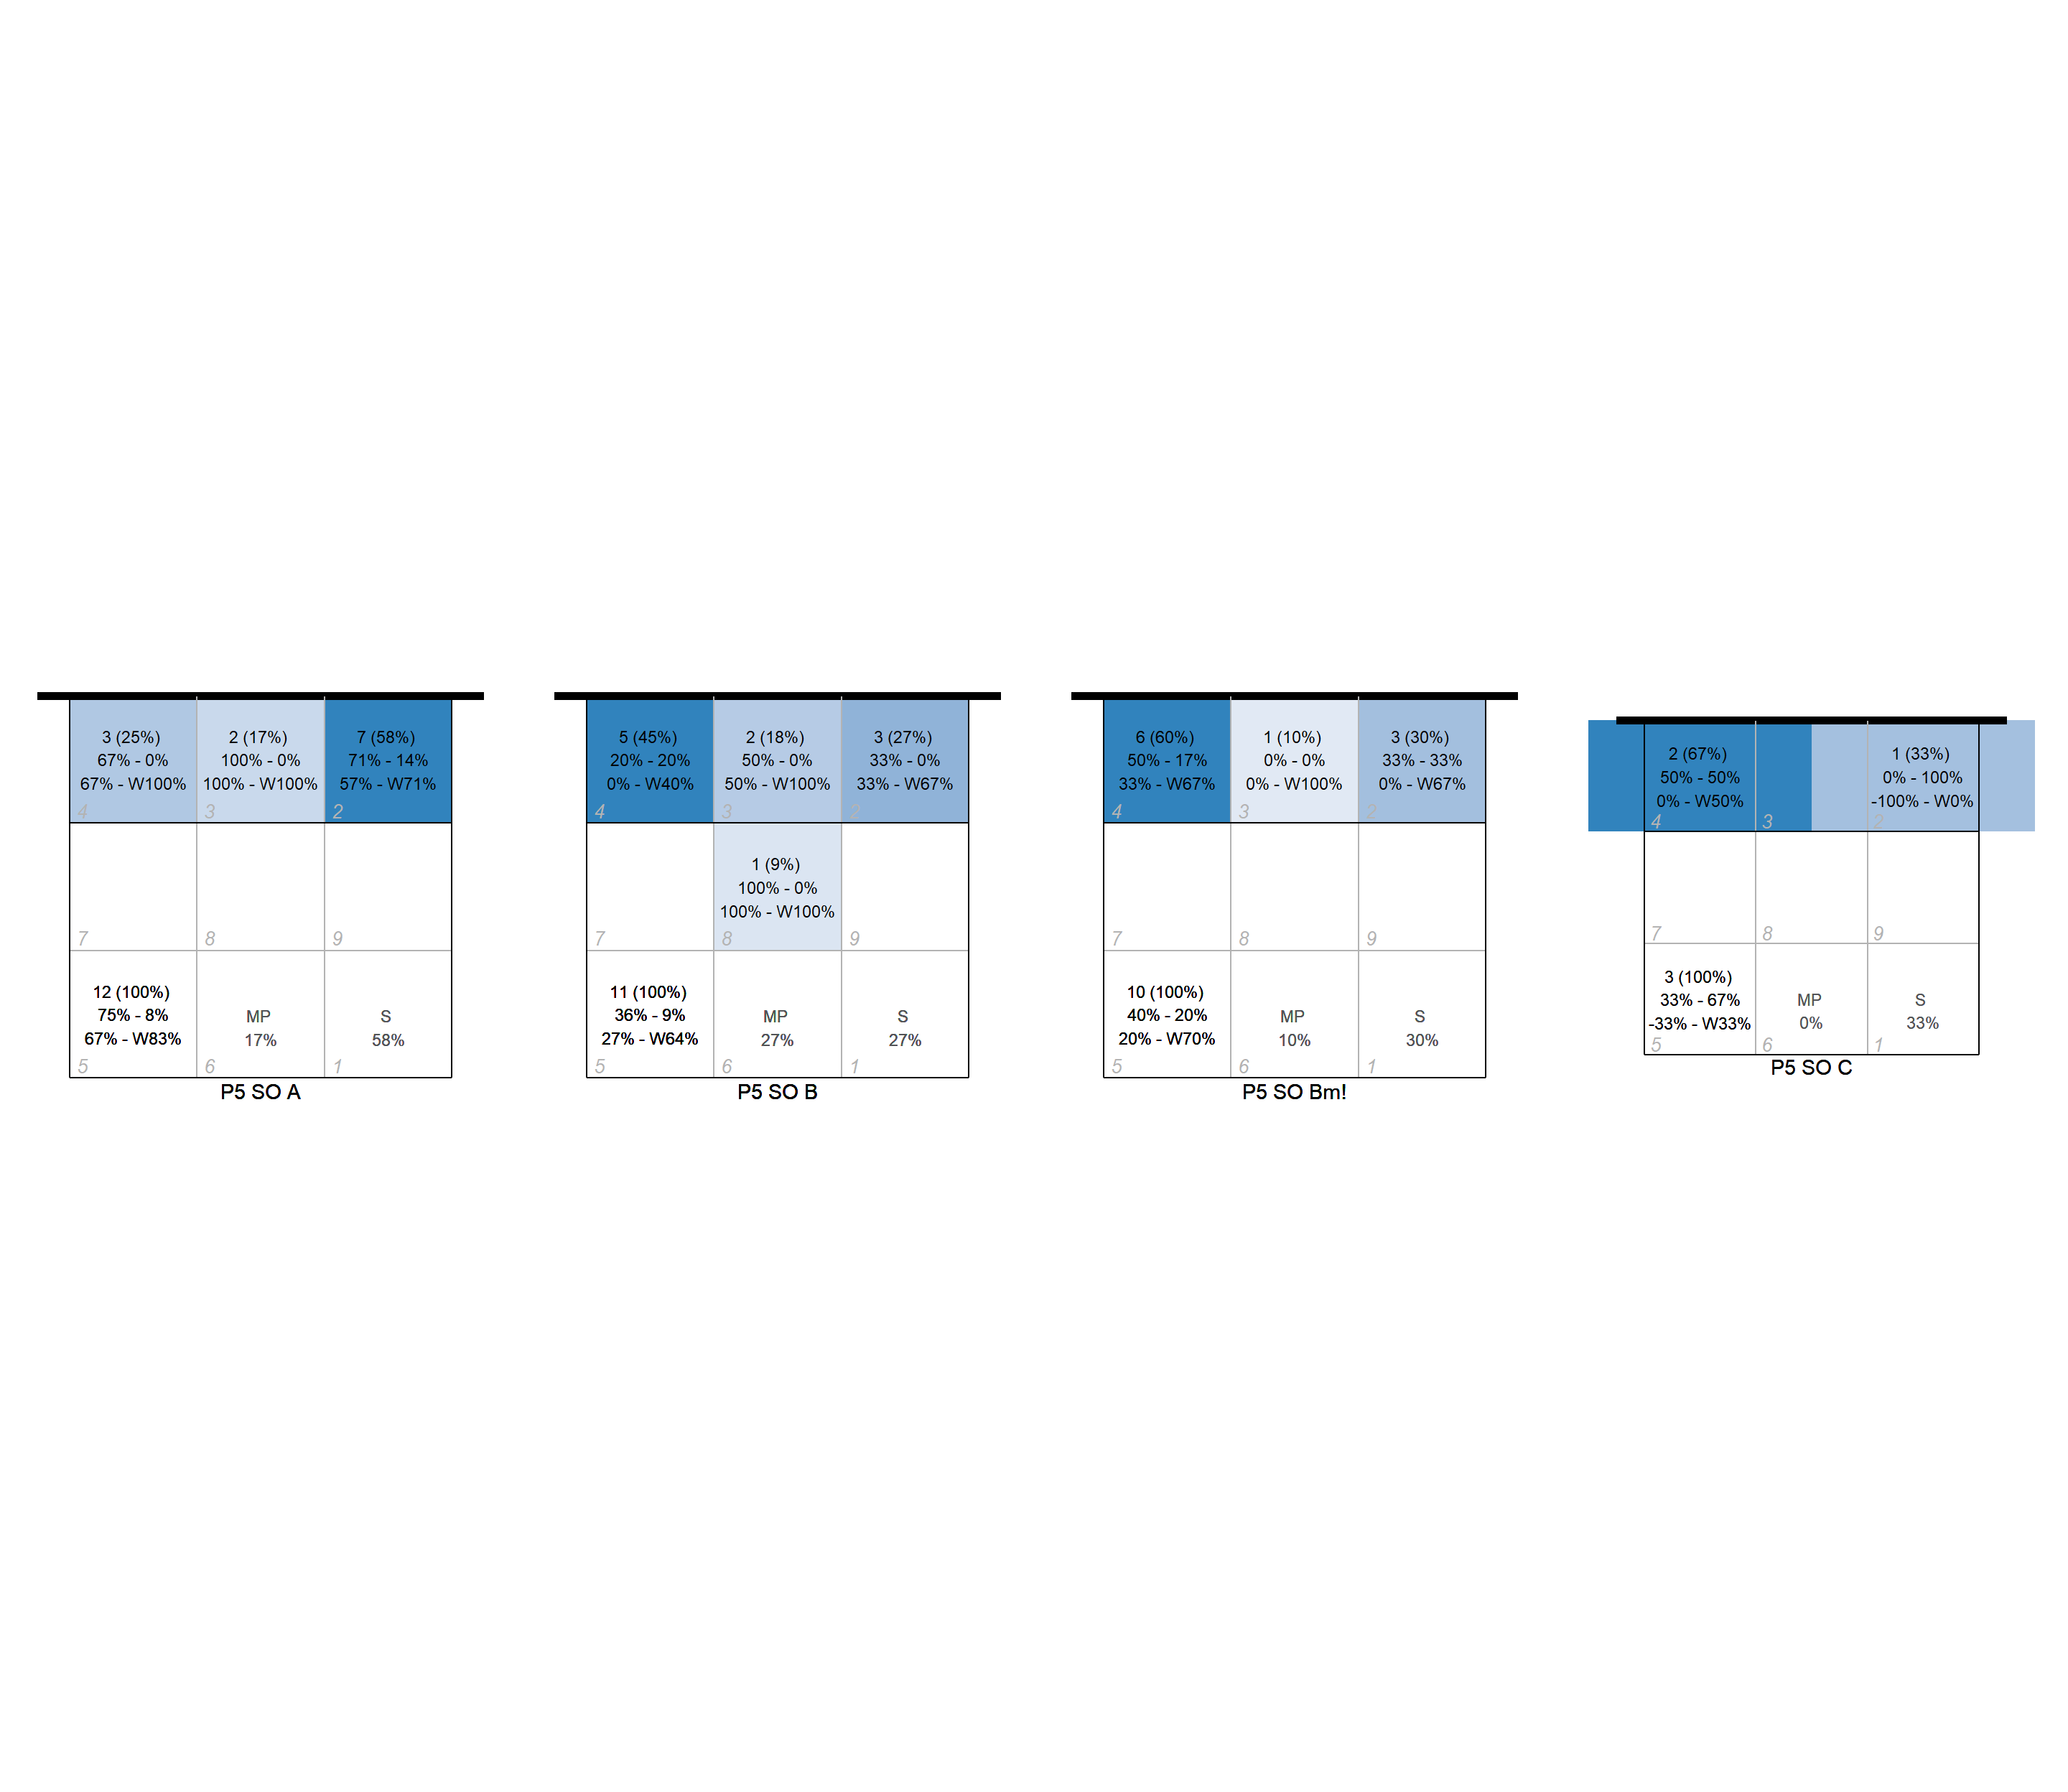 3 (25%)
67% - 0%
67% - W100%
4
2 (17%)
100% - 0%
100% - W100%
3
7 (58%)
71% - 14%
57% - W71%
2
7
8
9
12 (100%)
75% - 8%
67% - W83%
5
MP
17%
6
S
58%
1
P5 SO A
5 (45%)
20% - 20%
0% - W40%
4
2 (18%)
50% - 0%
50% - W100%
3
3 (27%)
33% - 0%
33% - W67%
2
7
1 (9%)
100% - 0%
100% - W100%
8
9
11 (100%)
36% - 9%
27% - W64%
5
MP
27%
6
S
27%
1
P5 SO B
6 (60%)
50% - 17%
33% - W67%
4
1 (10%)
0% - 0%
0% - W100%
3
3 (30%)
33% - 33%
0% - W67%
2
7
8
9
10 (100%)
40% - 20%
20% - W70%
5
MP
10%
6
S
30%
1
P5 SO Bm!
2 (67%)
50% - 50%
0% - W50%
4
3
1 (33%)
0% - 100%
-100% - W0%
2
7
8
9
3 (100%)
33% - 67%
-33% - W33%
5
MP
0%
6
S
33%
1
P5 SO C